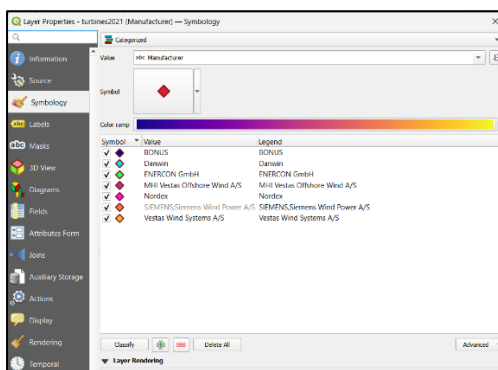 Layer Properties - turbines2021 (Manufacturer) — Symbology
Categorized
Information
Value
abc Manufacturer
Source
Symbology
Symbol
abc Labels
Color ramp
abc Masks
Symbol Value Legend
BONUS BONUS
3D View
Danwin Danwin
ENERCON GmbH ENERCON GmbH
Diagrams
MHI Vestas Offshore Wind A/S MHI Vestas Offshore Wind A/S
Nordex Nordex
Fields
SIEMENS;Siemens Wind Power A/S SIEMENS;Siemens Wind Power A/S
Vestas Wind Systems A/S Vestas Wind Systems A/S
Attributes Form
Joins
Auxiliary Storage
Actions
Display
Rendering
Classify Delete All Advanced
Temporal
Layer Rendering